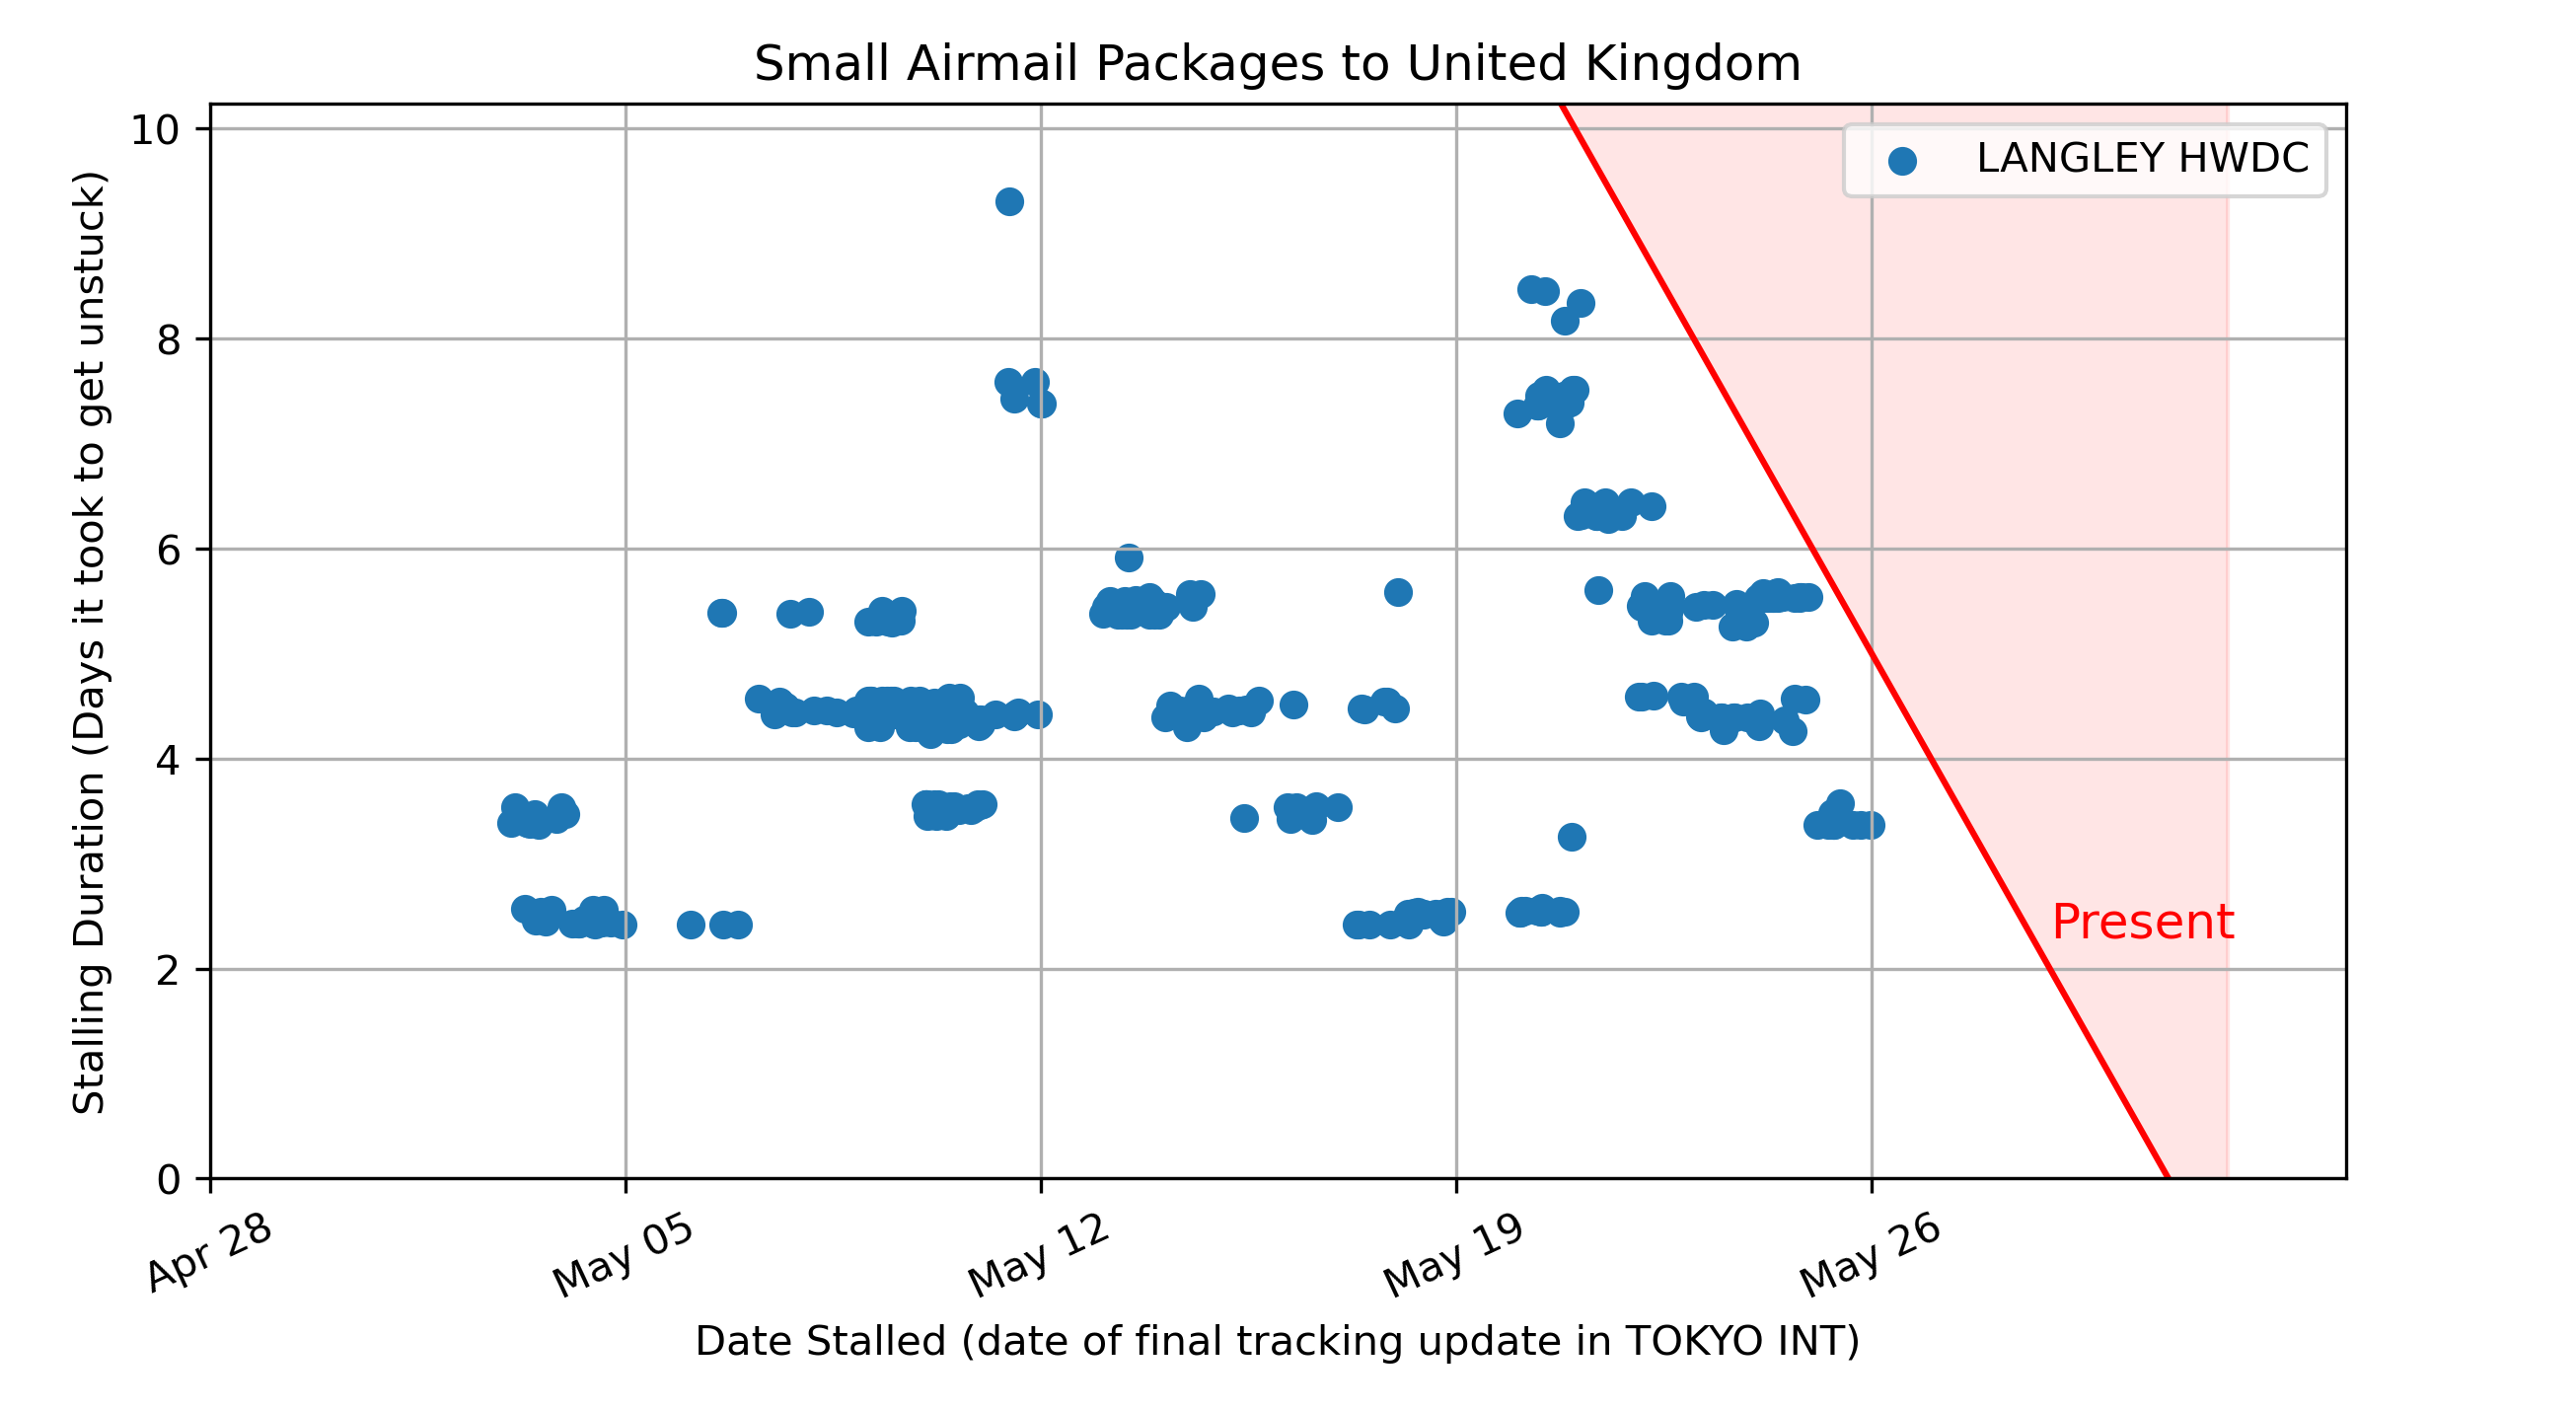 Small Airmail Packages to United Kingdom
LANGLEY HWDC
Stalling Duration (Days it took to get unstuck)
10
8
6
4
2
0
Present
Apr 28
May 05
May 12
May 19
May 26
Date Stalled (date of final tracking update in TOKYO INT)